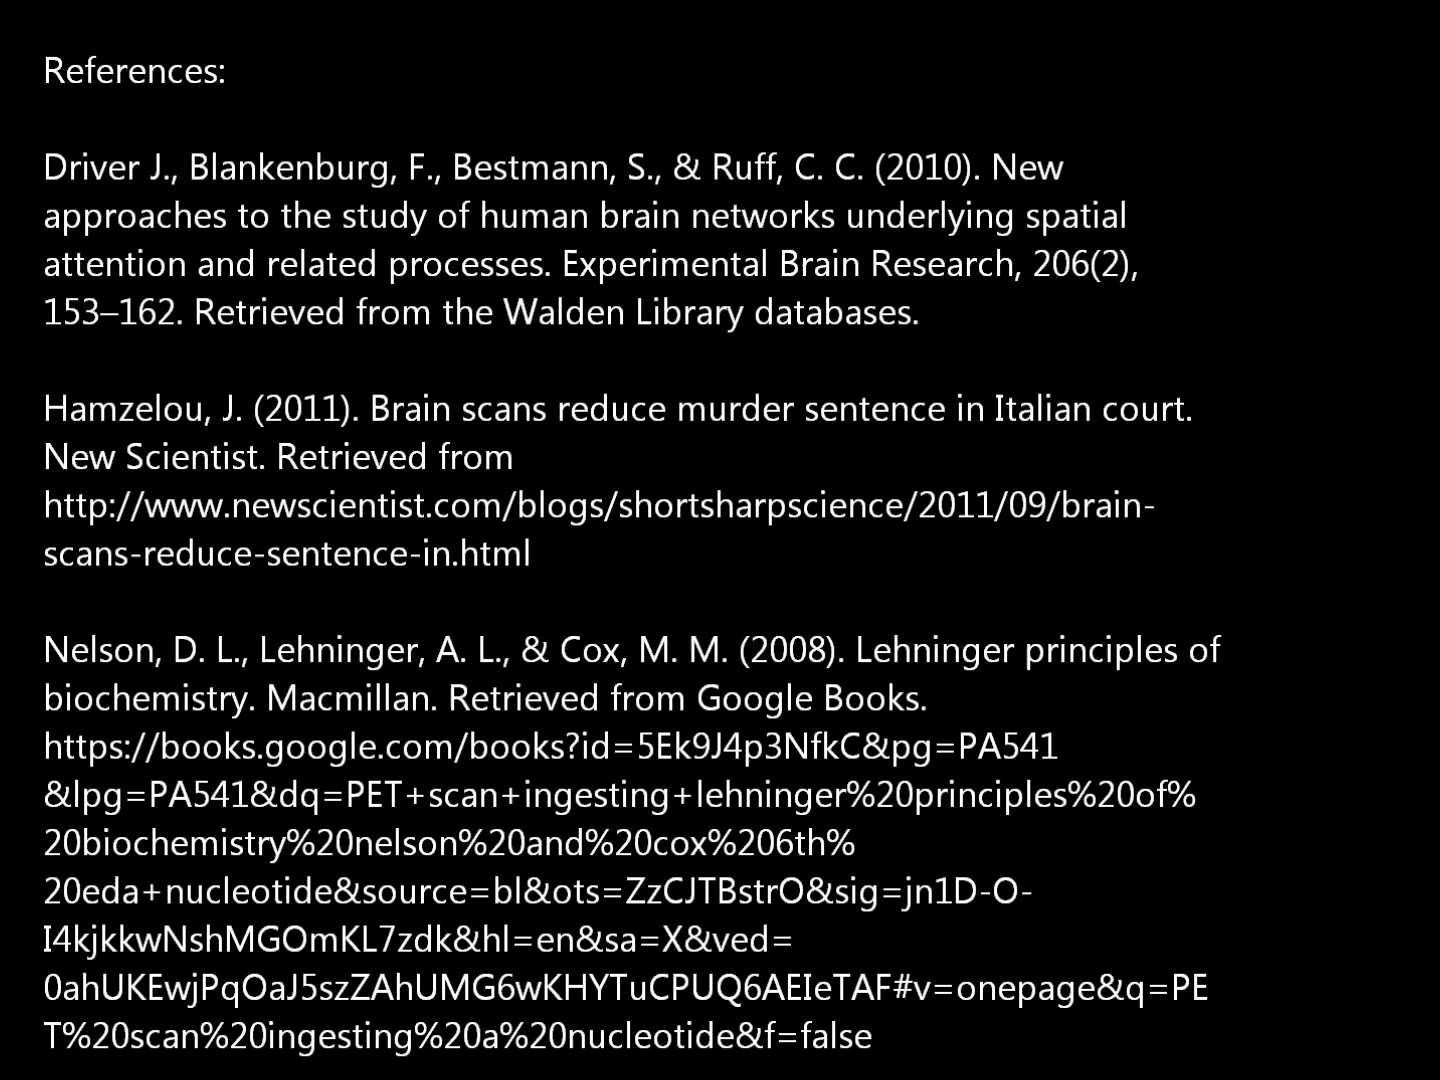 References:
Driver J., Blankenburg, F., Bestmann, S., & Ruff, C. C. (2010). New
approaches to the study of human brain networks underlying spatial
attention and related processes. Experimental Brain Research, 206(2),
153–162. Retrieved from the Walden Library databases.
Hamzelou, J. (2011). Brain scans reduce murder sentence in Italian court.
New Scientist. Retrieved from
http://www.newscientist.com/blogs/shortsharpscience/2011/09/brain-
scans-reduce-sentence-in.html
Nelson, D. L., Lehninger, A. L., & Cox, M. M. (2008). Lehninger principles of
biochemistry. Macmillan. Retrieved from Google Books.
https://books.google.com/books?id=5Ek9J4p3NfkC&pg=PA541
&lpg=PA541&dq=PET+scan+ingesting+lehninger%20principles%20of%
20biochemistry%20nelson%20and%20cox%206th%
20eda+nucleotide&source=bl&ots=ZzCJTBstrO&sig=jn1D-O-
I4kjkkwNshMGOmKL7zdk&hl=en&sa=X&ved=
0ahUKEwjPqOaJ5szZAhUMG6wKHYTuCPUQ6AEIeTAF#v=onepage&q=PE
T%20scan%20ingesting%20a%20nucleotide&f=false